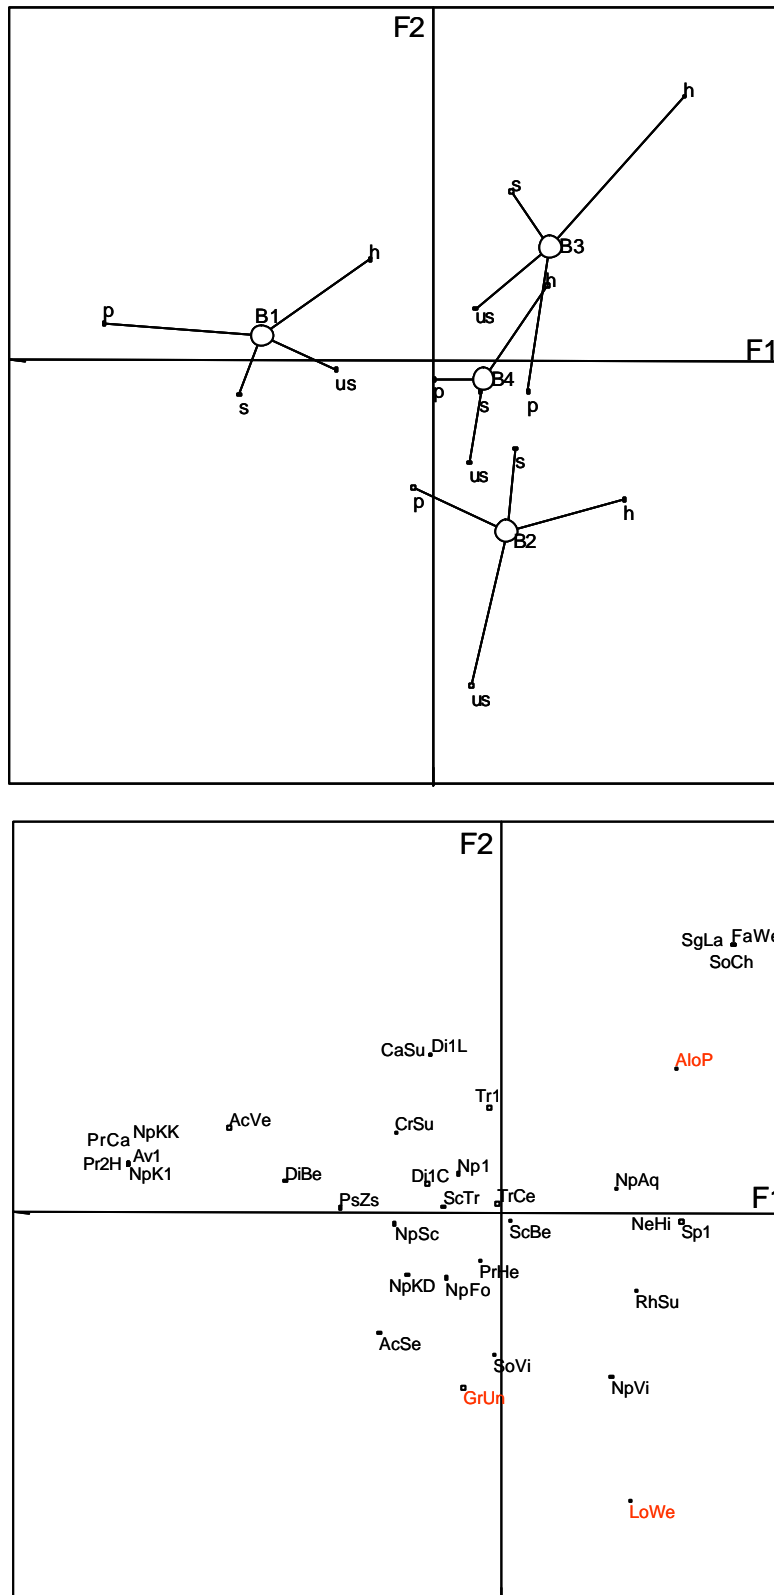 F2
h
s
B3
h
h
B1
p
us
F1
us
B4
p
s
p
s
us
s
p
h
B2
us
F2
SgLa FaWe
SoCh
CaSu Di1L
AloP
Tr1
AcVe
CrSu
NpKK
PrCa
Av1
Pr2H
NpK1
DiBe
Np1
Di1C
NpAq
PsZs
ScTr
TrCe
F1
NpSc
ScBe
NeHi Sp1
PrHe
NpKD
NpFo
RhSu
AcSe
SoVi
NpVi
GrUn
LoWe